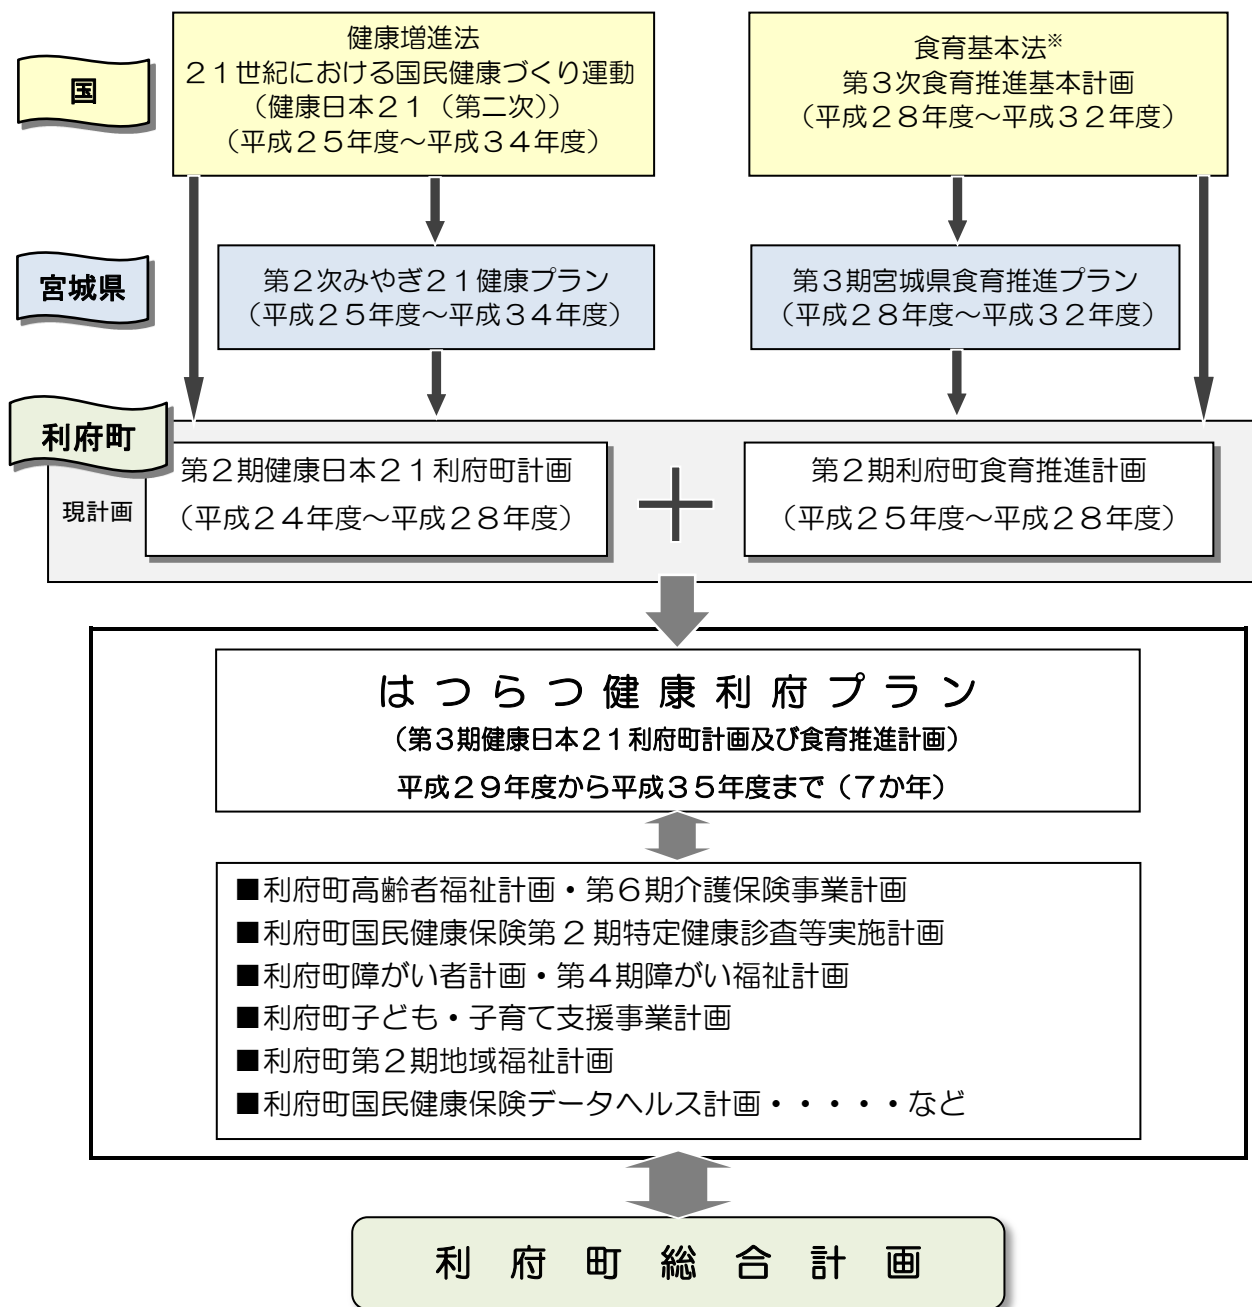 国
健康増進法
21世紀における国民健康づくり運動
（健康日本21（第二次））
（平成25年度～平成34年度）
食育基本法※
第3次食育推進基本計画
（平成28年度～平成32年度）
宮城県
第2次みやぎ21健康プラン
（平成25年度～平成34年度）
第3期宮城県食育推進プラン
（平成28年度～平成32年度）
利府町
現計画
第2期健康日本21利府町計画
（平成24年度～平成28年度）
＋
第2期利府町食育推進計画
（平成25年度～平成28年度）
はつらつ健康利府プラン
（第3期健康日本21利府町計画及び食育推進計画）
平成29年度から平成35年度まで（7か年）
■利府町高齢者福祉計画・第6期介護保険事業計画
■利府町国民健康保険第2期特定健康診査等実施計画
■利府町障がい者計画・第4期障がい福祉計画
■利府町子ども・子育て支援事業計画
■利府町第2期地域福祉計画
■利府町国民健康保険データヘルス計画・・・・・など
利府町総合計画